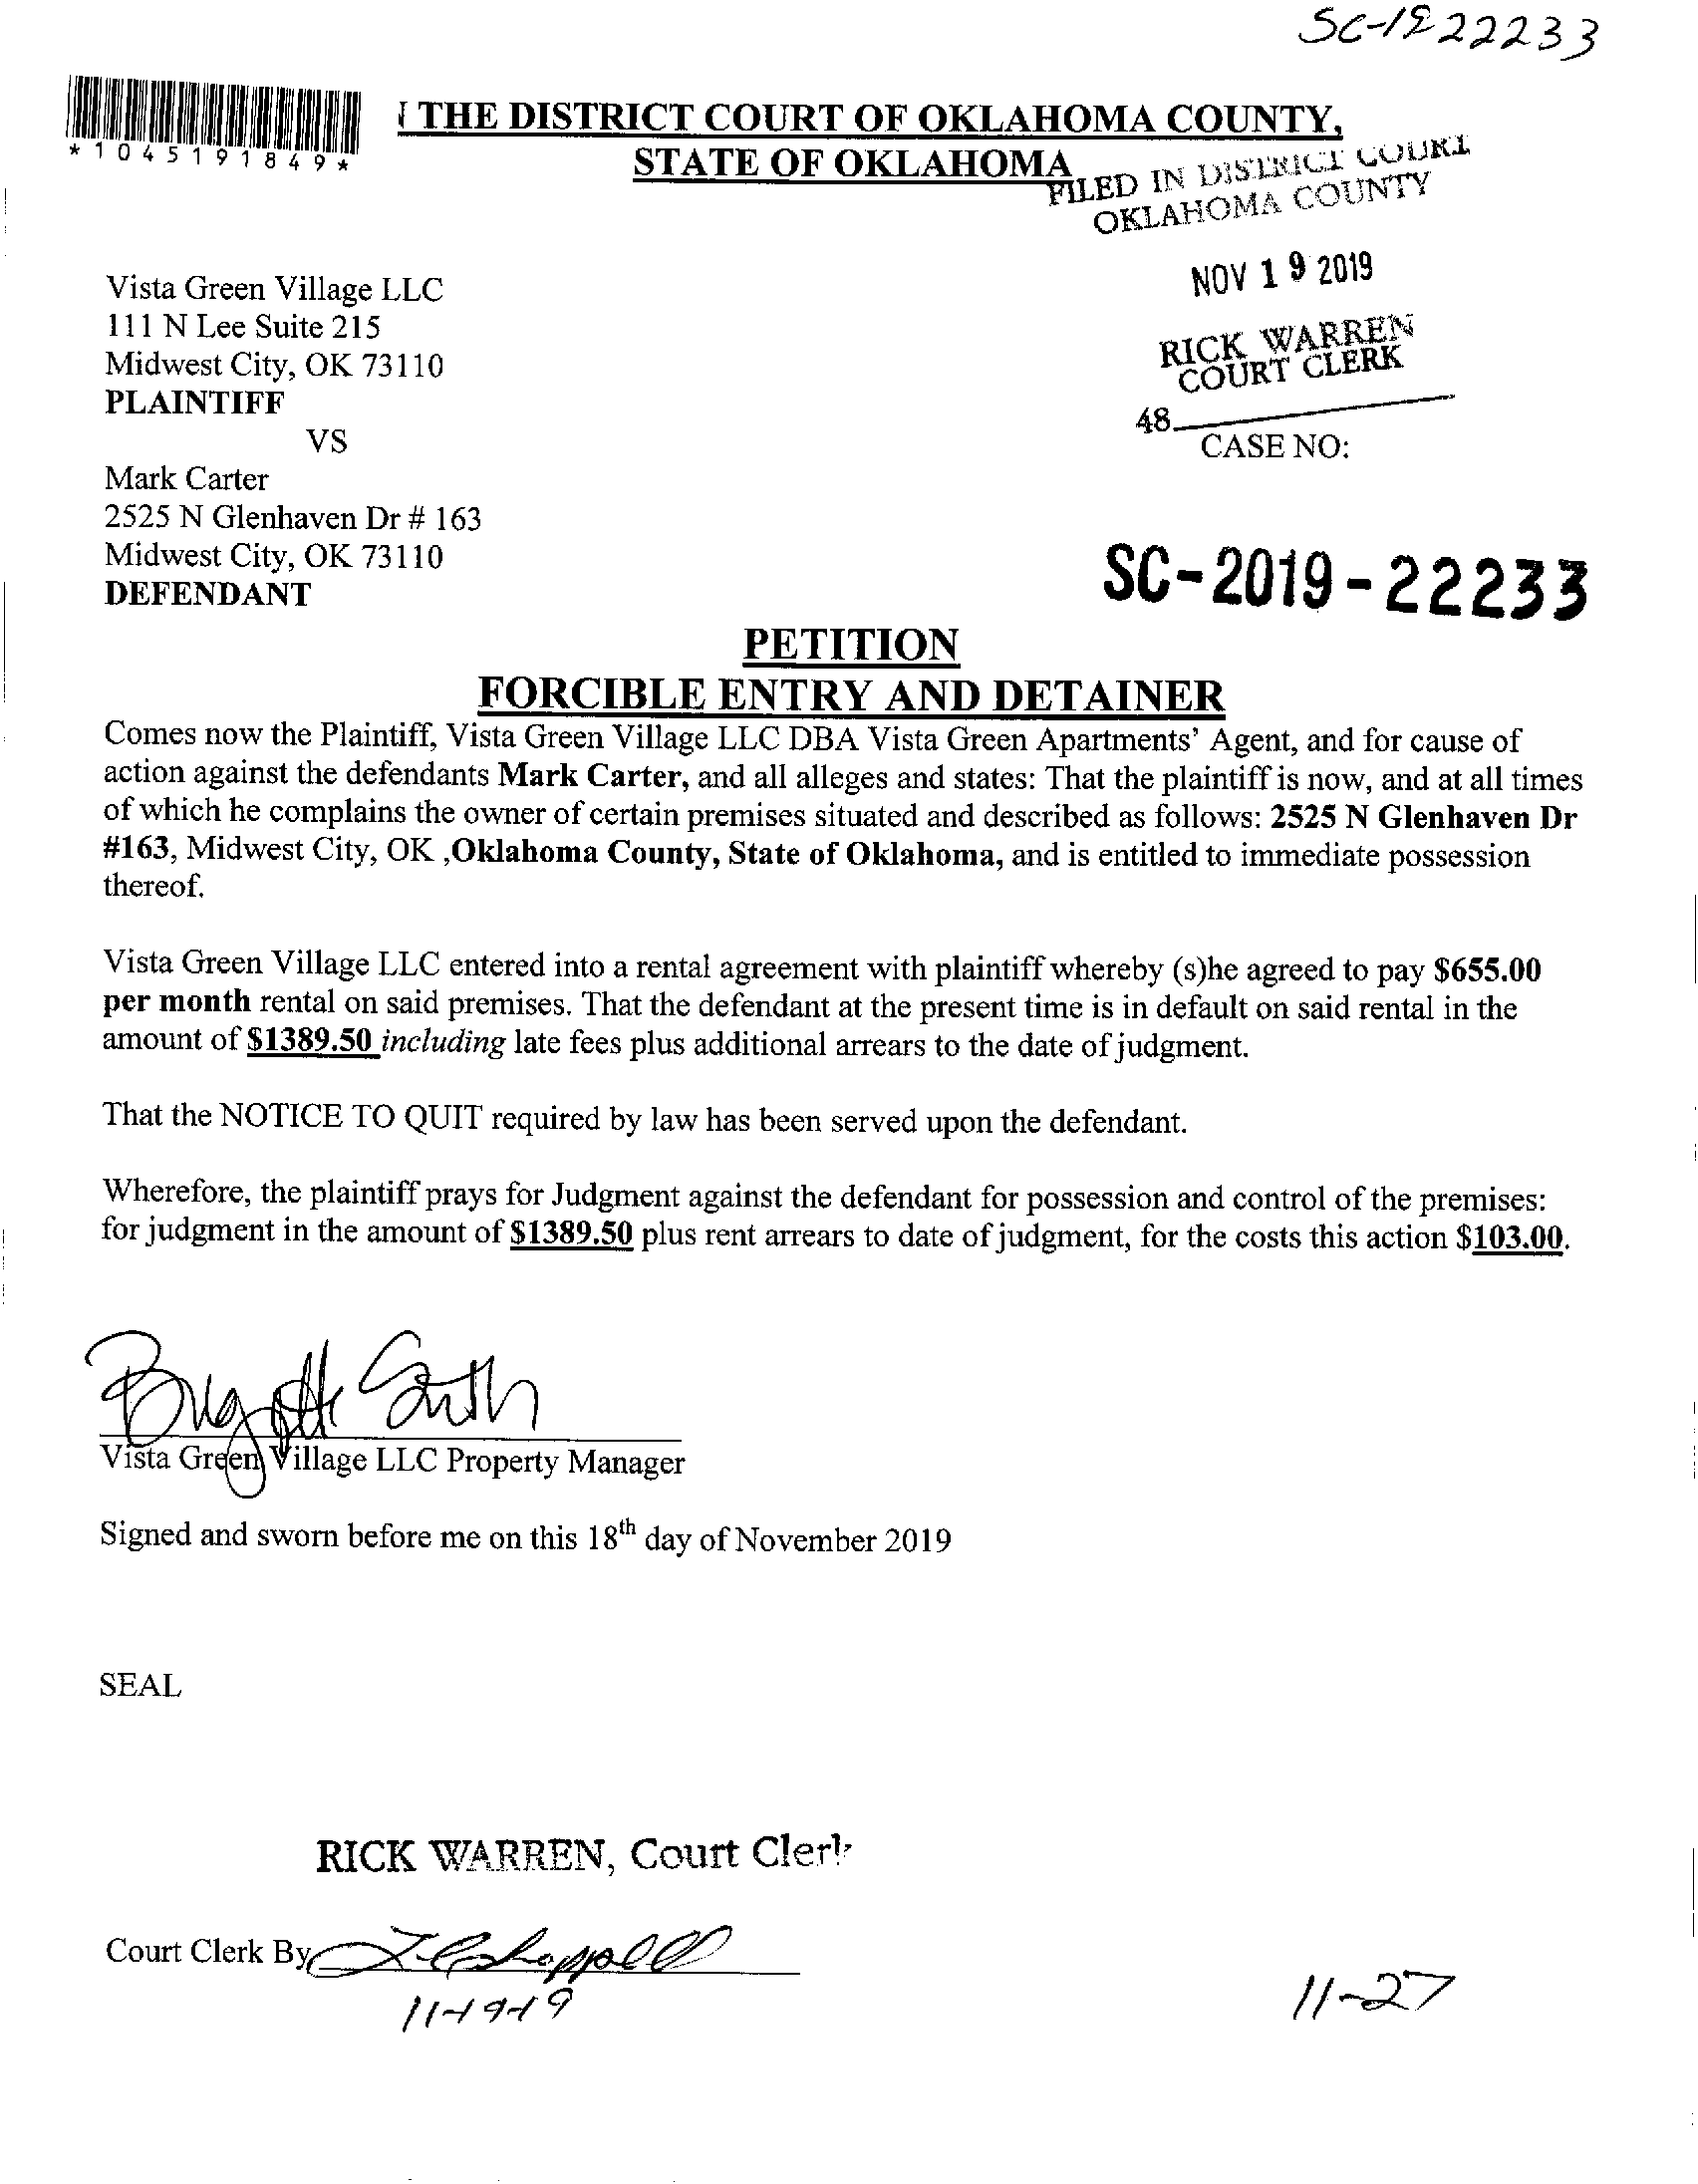 SC-1922233
*1045191849*
THE DISTRICT COURT OF OKLAHOMA COUNTY,
STATE OF OKLAHOMA
FILED IN DISTRICT COURT
OKLAHOMA COUNTY
NOV 19 2019
RICK WARREN
COURT CLERK
48
Vista Green Village LLC
111 N Lee Suite 215
Midwest City, OK 73110
PLAINTIFF
VS
CASE NO:
Mark Carter
2525 N Glenhaven Dr # 163
Midwest City, OK 73110
DEFENDANT
SC-2019-22233
PETITION
FORCIBLE ENTRY AND DETAINER
Comes now the Plaintiff, Vista Green Village LLC DBA Vista Green Apartments' Agent, and for cause of
action against the defendants Mark Carter, and all alleges and states: That the plaintiff is now, and at all times
of which he complains the owner of certain premises situated and described as follows: 2525 N Glenhaven Dr
#163, Midwest City, OK ,Oklahoma County, State of Oklahoma, and is entitled to immediate possession
thereof.
Vista Green Village LLC entered into a rental agreement with plaintiff whereby (s)he agreed to pay $655.00
per month rental on said premises. That the defendant at the present time is in default on said rental in the
amount of $1389.50 including late fees plus additional arrears to the date of judgment.
That the NOTICE TO QUIT required by law has been served upon the defendant.
Wherefore, the plaintiff prays for Judgment against the defendant for possession and control of the premises:
for judgment in the amount of $1389.50 plus rent arrears to date of judgment, for the costs this action $103.00.
Vista Green Village LLC Property Manager
Signed and sworn before me on this 18th day of November 2019
SEAL
RICK WARREN, Court Clerk
Court Clerk By
11-19-19
11-27